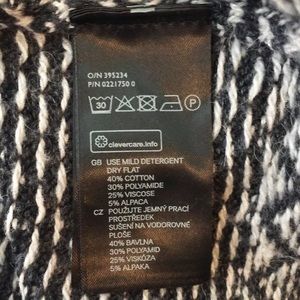 O/N 395234
P/N 0221750 0
30
P
clevercare.info
GB USE MILD DETERGENT
DRY FLAT
40% COTTON
30% POLYAMIDE
25% VISCOSE
5% ALPACA
CZ POUŽIJTE JEMNÝ PRACÍ
PROSTŘEDEK
SUŠENÍ NA VODOROVNÉ
PLOŠE
40% BAVLNA
30% POLYAMID
25% VISKÓZA
5% ALPAKA